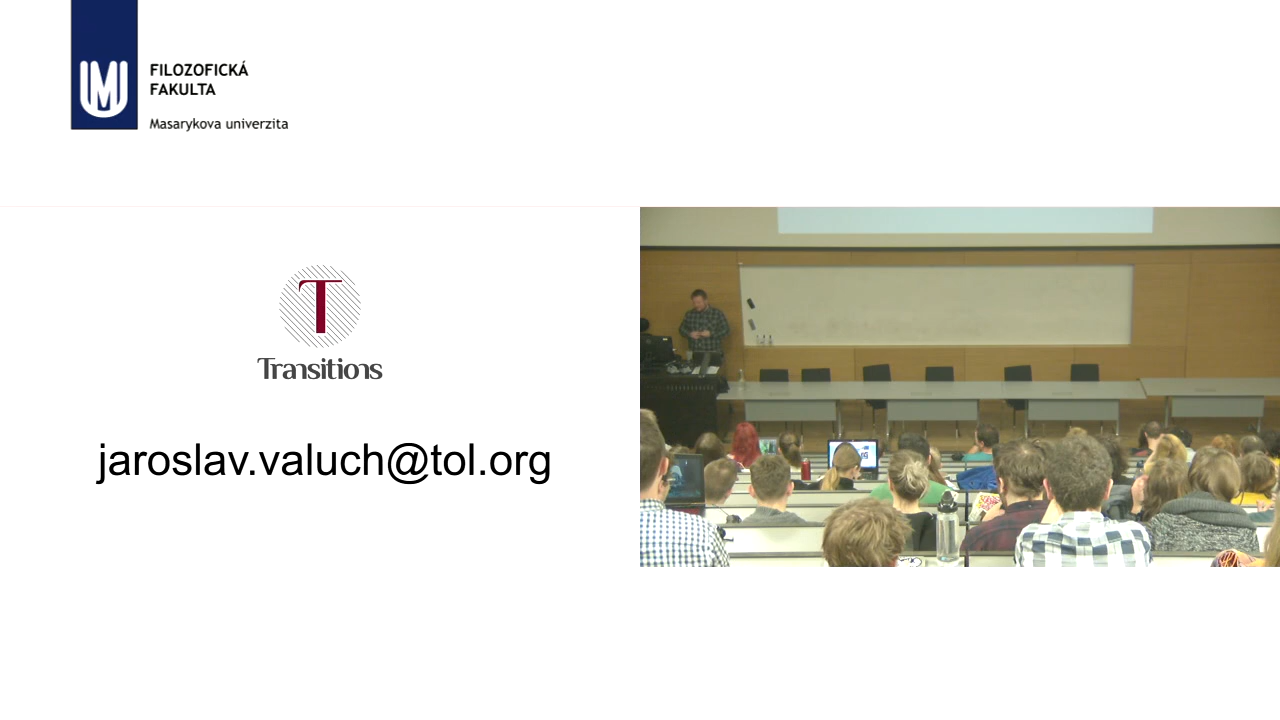 FILOZOFICKÁ
FAKULTA
Masarykova univerzita
T
Transitions
jaroslav.valuch@tol.org